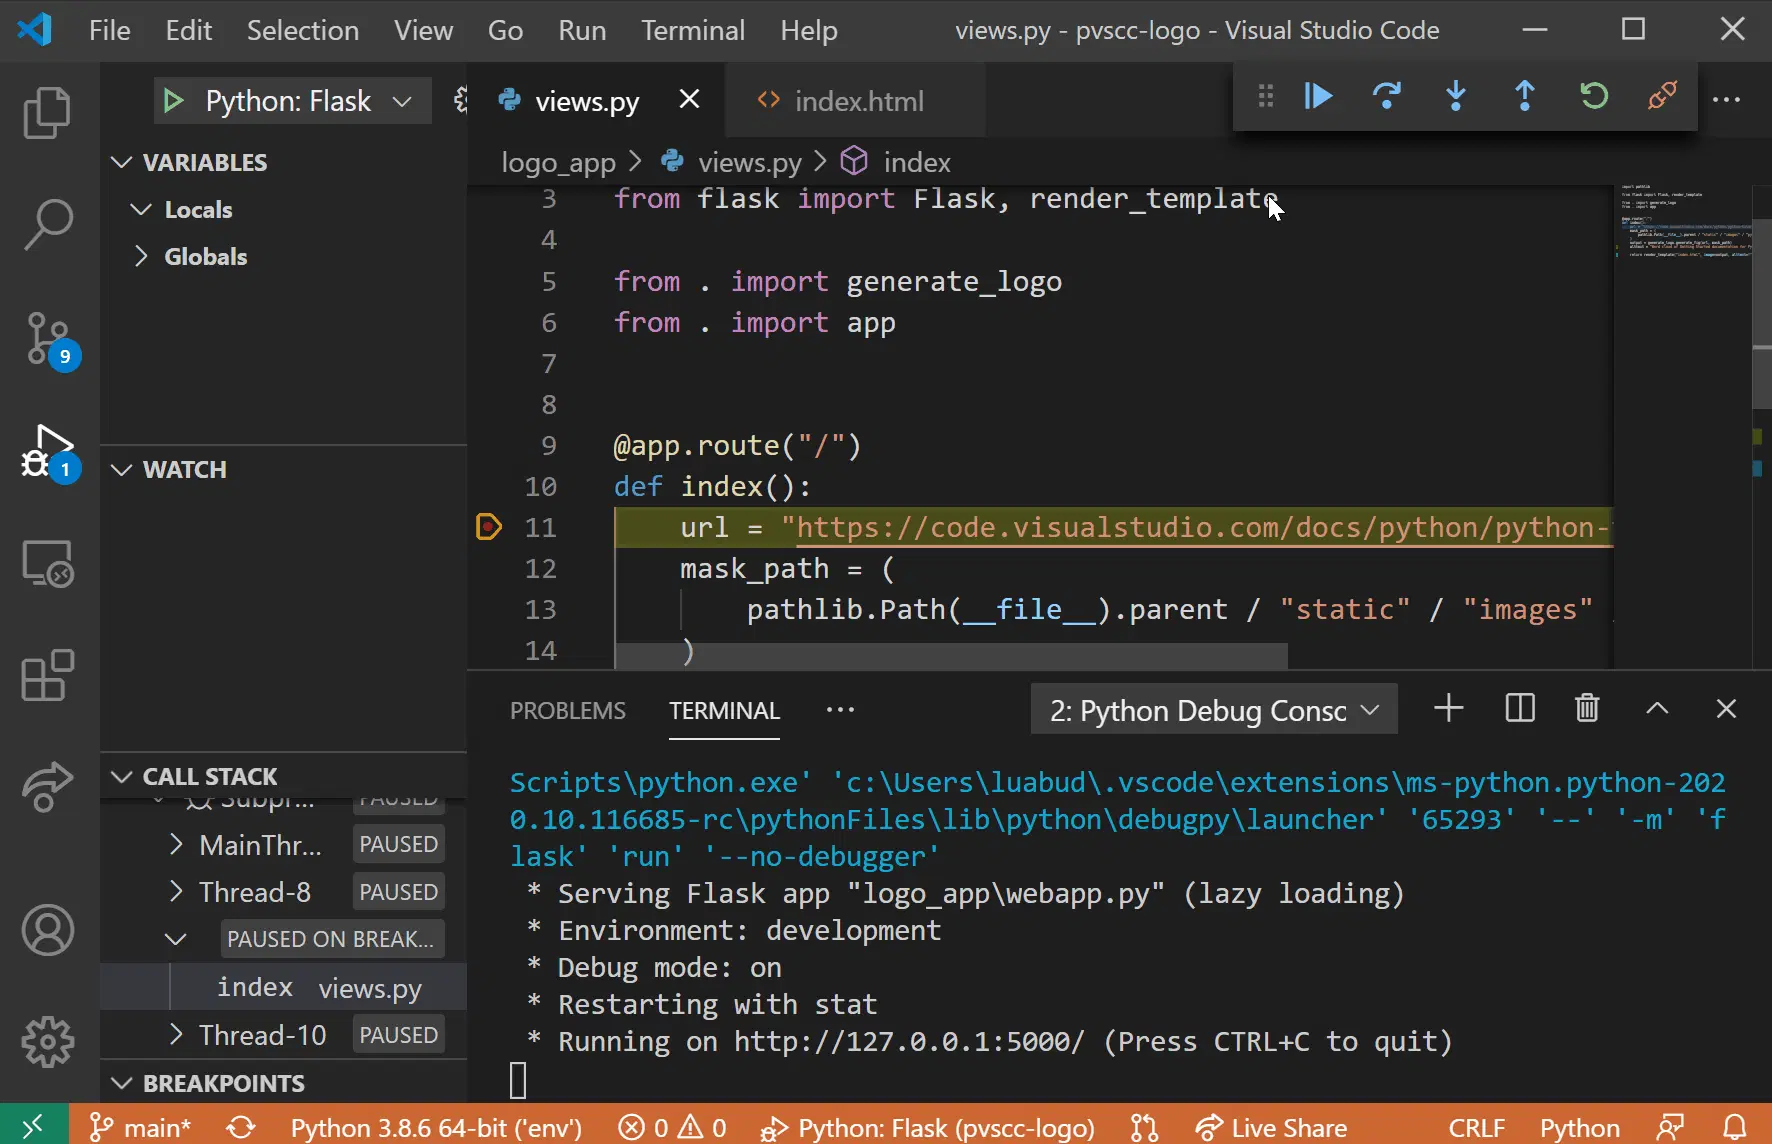 File Edit Selection View Go Run Terminal Help views.py - pvscc-logo - Visual Studio Code
Python: Flask
views.py index.html
VARIABLES
Locals
Globals
9
1
WATCH
CALL STACK
Subpr... PAUSED
MainThr... PAUSED
Thread-8 PAUSED
PAUSED ON BREAK...
index views.py
Thread-10 PAUSED
BREAKPOINTS
logo_app > views.py > index
3 from flask import Flask, render_template
4
5 from . import generate_logo
6 from . import app
7
8
9 @app.route("/")
10 def index():
11 url = "https://code.visualstudio.com/docs/python/python-
12 mask_path = (
13 pathlib.Path(__file__).parent / "static" / "images"
14 )
PROBLEMS TERMINAL ... 2: Python Debug Consc
Scripts\python.exe' 'c:\Users\luabud\.vscode\extensions\ms-python.python-202
0.10.116685-rc\pythonFiles\lib\python\debugpy\launcher' '65293' '--' '-m' 'f
lask' 'run' '--no-debugger'
* Serving Flask app "logo_app\webapp.py" (lazy loading)
* Environment: development
* Debug mode: on
* Restarting with stat
* Running on http://127.0.0.1:5000/ (Press CTRL+C to quit)
main* Python 3.8.6 64-bit ('env') 0 0 Python: Flask (pvscc-logo) Live Share CRLF Python